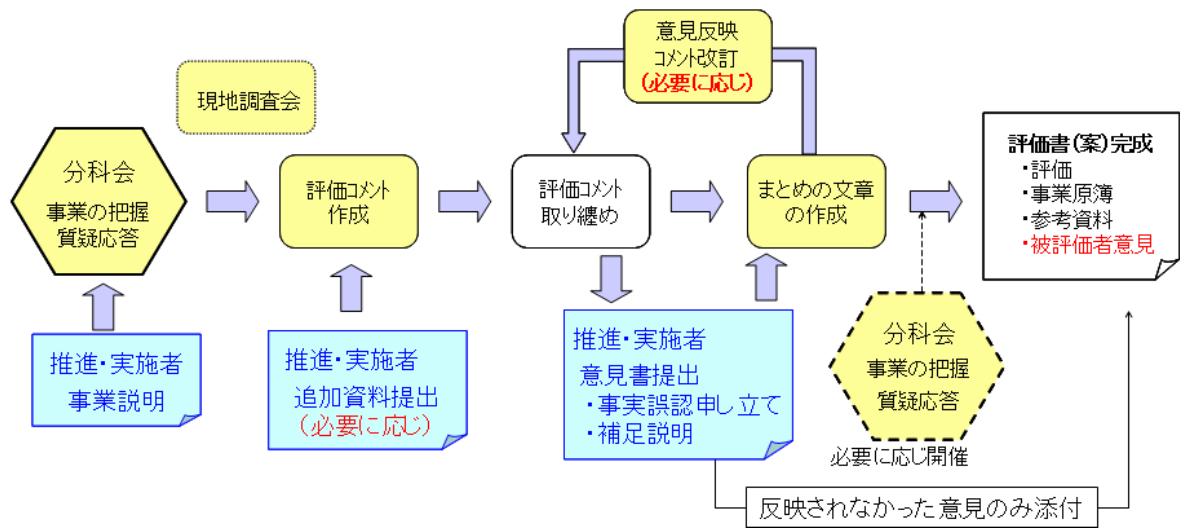 現地調査会
分科会
事業の把握
質疑応答
推進・実施者
事業説明
評価コメント
作成
推進・実施者
追加資料提出
(必要に応じ)
意見反映
コメント改訂
(必要に応じ)
評価コメント
取り纏め
推進・実施者
意見書提出
・事実誤認申し立て
・補足説明
まとめの文章
の作成
分科会
事業の把握
質疑応答
必要に応じ開催
評価書(案)完成
・評価
・事業原簿
・参考資料
・被評価者意見
反映されなかった意見のみ添付